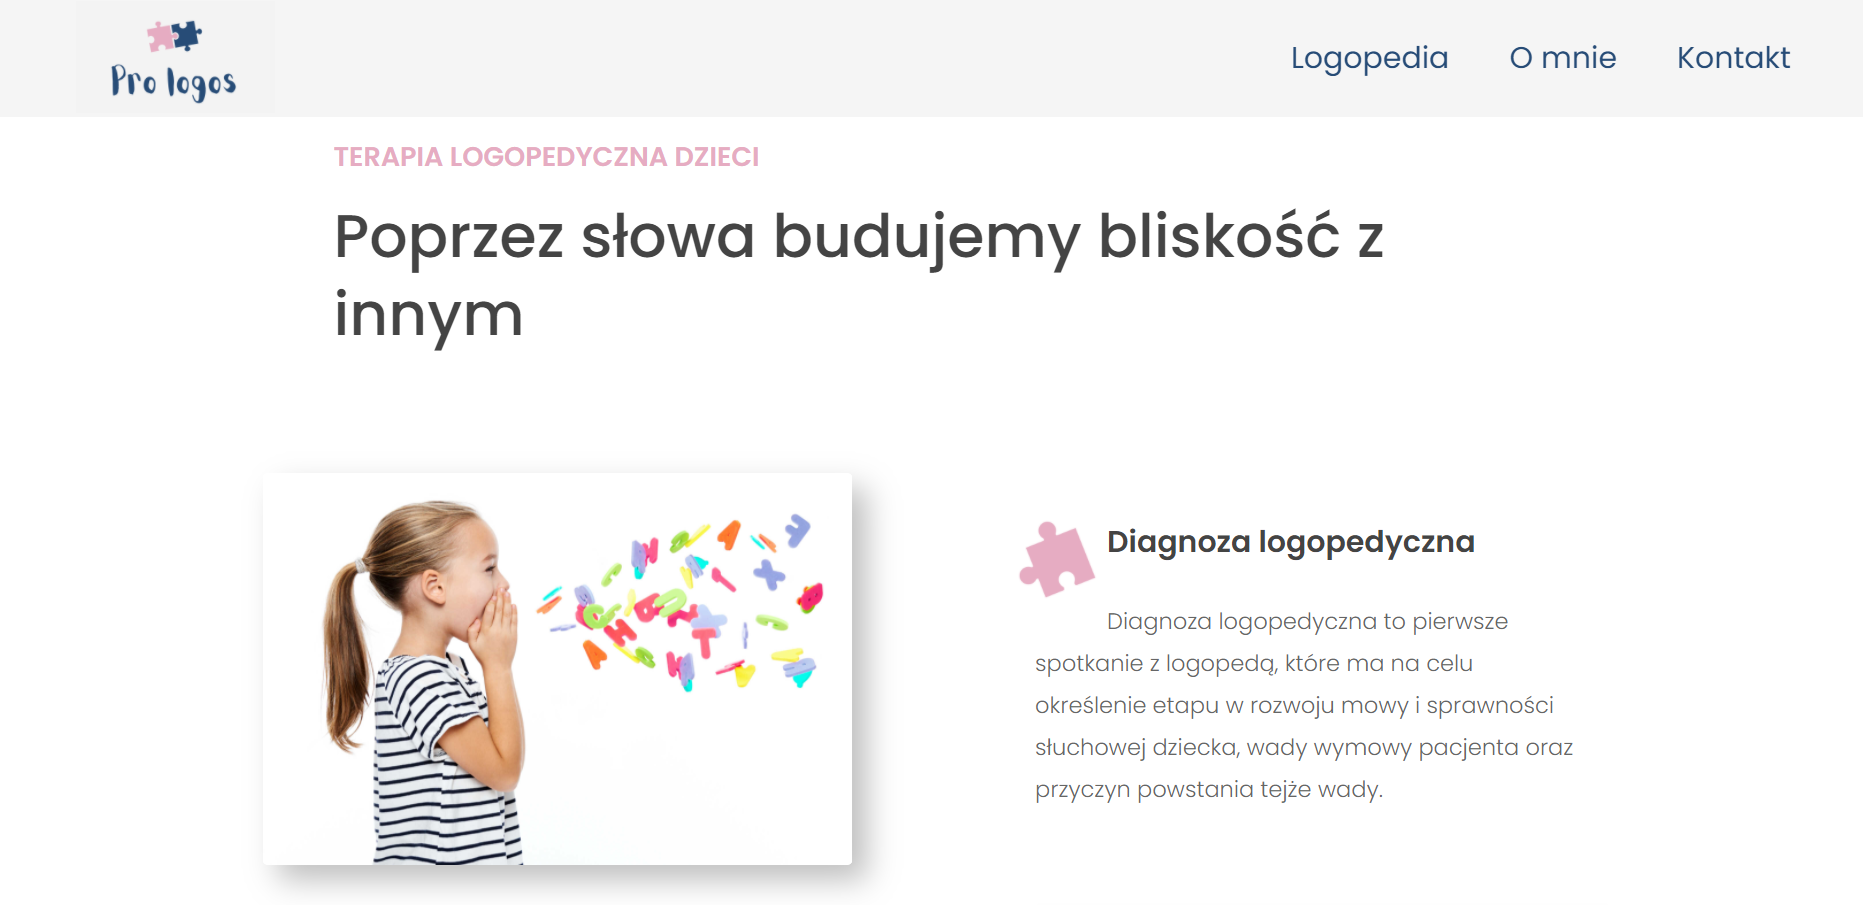 Pro logos
Logopedia
O mnie
Kontakt
TERAPIA LOGOPEDYCZNA DZIECI
Poprzez słowa budujemy bliskość z
innym
Diagnoza logopedyczna
Diagnoza logopedyczna to pierwsze
spotkanie z logopedą, które ma na celu
określenie etapu w rozwoju mowy i sprawności
słuchowej dziecka, wady wymowy pacjenta oraz
przyczyn powstania tejże wady.